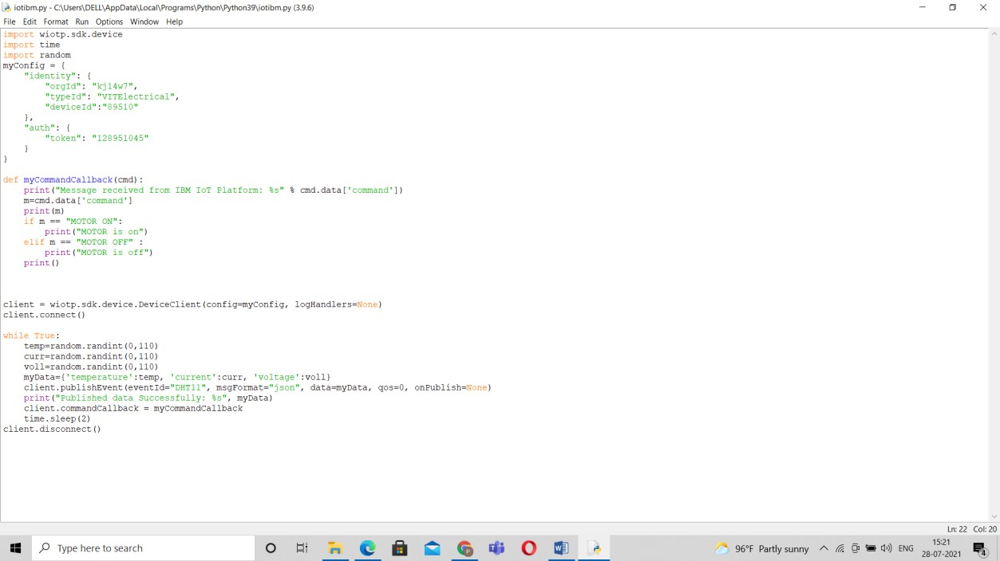 iotibm.py - C:\Users\DELL\AppData\Local\Programs\Python\Python39\iotibm.py (3.9.6)
File Edit Format Run Options Window Help
import wiotp.sdk.device
import time
import random
myConfig = {
    "identity": {
        "orgId": "kj14w7",
        "typeId": "VITElectrical",
        "deviceId":"89510"
    },
    "auth": {
        "token": "128951045"
    }
}

def myCommandCallback(cmd):
    print("Message received from IBM IoT Platform: %s" % cmd.data['command'])
    m=cmd.data['command']
    print(m)
    if m == "MOTOR ON":
        print("MOTOR is on")
    elif m == "MOTOR OFF" :
        print("MOTOR is off")
    print()

client = wiotp.sdk.device.DeviceClient(config=myConfig, logHandlers=None)
client.connect()

while True:
    temp=random.randint(0,110)
    curr=random.randint(0,110)
    voll=random.randint(0,110)
    myData={'temperature':temp, 'current':curr, 'voltage':voll}
    client.publishEvent(eventId="DHT11", msgFormat="json", data=myData, qos=0, onPublish=None)
    print("Published data Successfully: %s", myData)
    client.commandCallback = myCommandCallback
    time.sleep(2)
client.disconnect()
Ln: 22 Col: 20
Type here to search
96°F Partly sunny
ENG
15:21
28-07-2021
4